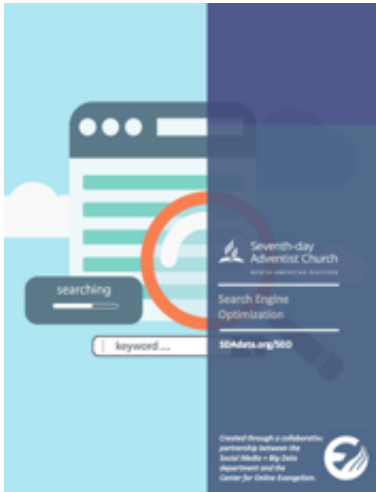 searching
keyword ...
Seventh-day
Adventist Church
NORTH AMERICAN DIVISION
Search Engine
Optimization
SDAdata.org/SEO
Created through a collaborative
partnership between the
Social Media + Big Data
department and the
Center for Online Evangelism.